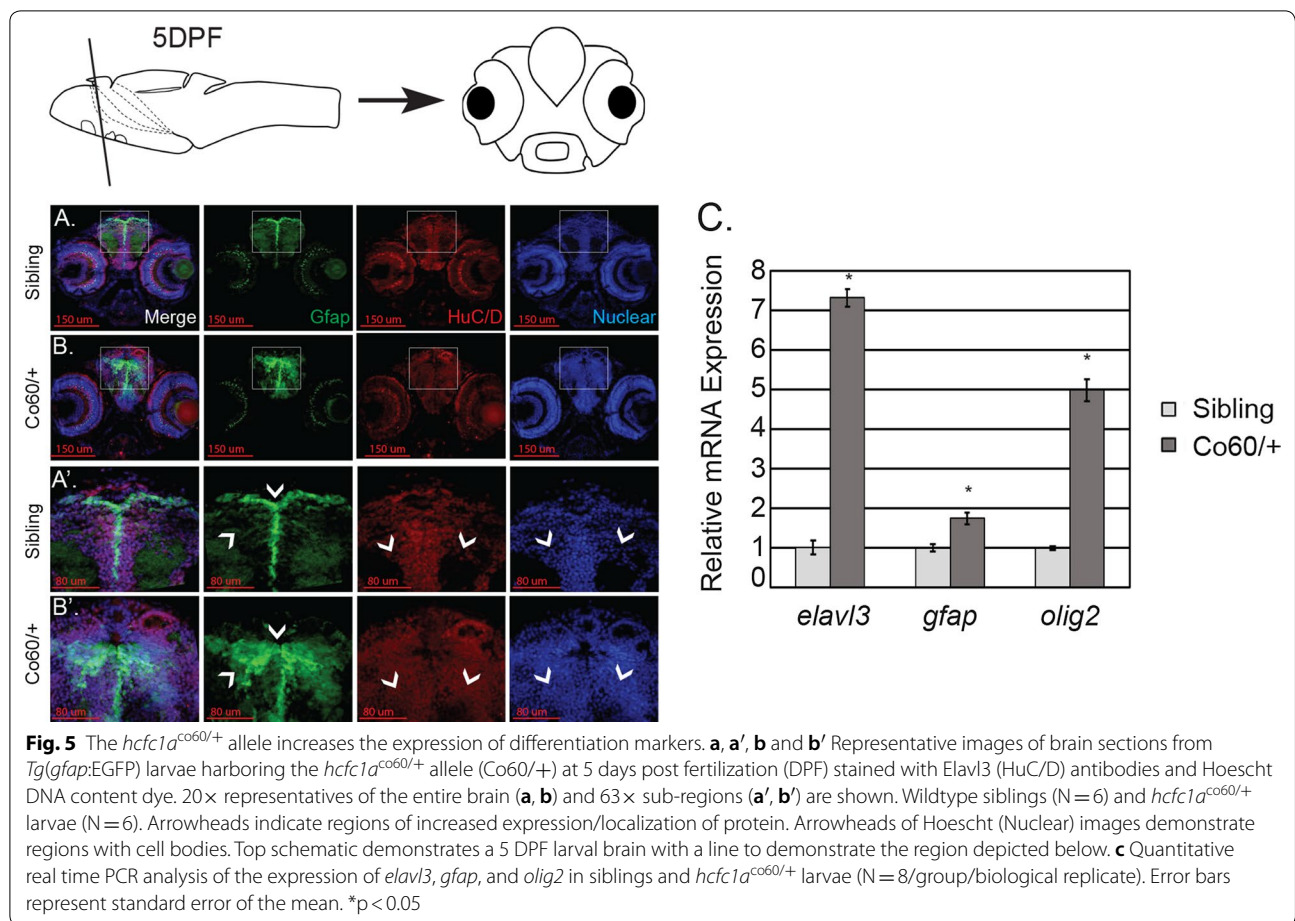 5DPF
A.
Sibling
Merge
Gfap
HuC/D
Nuclear
150 um
150 um
150 um
150 um
B.
Co60/+
150 um
150 um
150 um
150 um
A'.
Sibling
80 um
80 um
80 um
80 um
B'.
Co60/+
80 um
80 um
80 um
80 um
C.
Relative mRNA Expression
8
7
6
5
4
3
2
1
0
*
*
*
elavl3
gfap
olig2
Sibling
Co60/+
Fig. 5 The hcfc1a^co60/+ allele increases the expression of differentiation markers. a, a′, b and b′ Representative images of brain sections from
Tg(gfap:EGFP) larvae harboring the hcfc1a^co60/+ allele (Co60/+) at 5 days post fertilization (DPF) stained with Elavl3 (HuC/D) antibodies and Hoescht
DNA content dye. 20× representatives of the entire brain (a, b) and 63× sub-regions (a′, b′) are shown. Wildtype siblings (N = 6) and hcfc1a^co60/+
larvae (N = 6). Arrowheads indicate regions of increased expression/localization of protein. Arrowheads of Hoescht (Nuclear) images demonstrate
regions with cell bodies. Top schematic demonstrates a 5 DPF larval brain with a line to demonstrate the region depicted below. c Quantitative
real time PCR analysis of the expression of elavl3, gfap, and olig2 in siblings and hcfc1a^co60/+ larvae (N = 8/group/biological replicate). Error bars
represent standard error of the mean. *p < 0.05